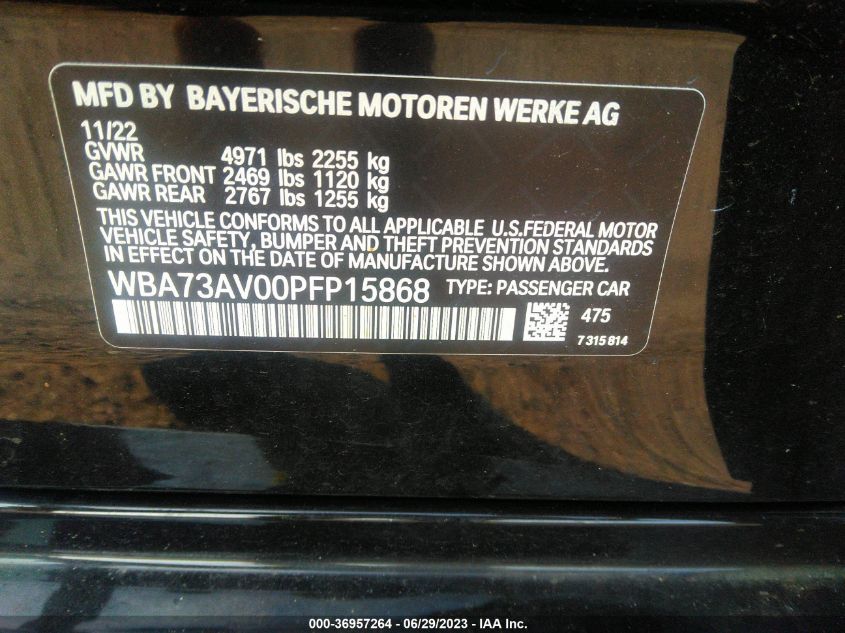 MFD BY BAYERISCHE MOTOREN WERKE AG
11/22
GVWR 4971 lbs 2255 kg
GAWR FRONT 2469 lbs 1120 kg
GAWR REAR 2767 lbs 1255 kg
THIS VEHICLE CONFORMS TO ALL APPLICABLE U.S.FEDERAL MOTOR
VEHICLE SAFETY, BUMPER AND THEFT PREVENTION STANDARDS
IN EFFECT ON THE DATE OF MANUFACTURE SHOWN ABOVE.
WBA73AV00PFP15868 TYPE: PASSENGER CAR
475
7 315 814
000-36957264 - 06/29/2023 - IAA Inc.